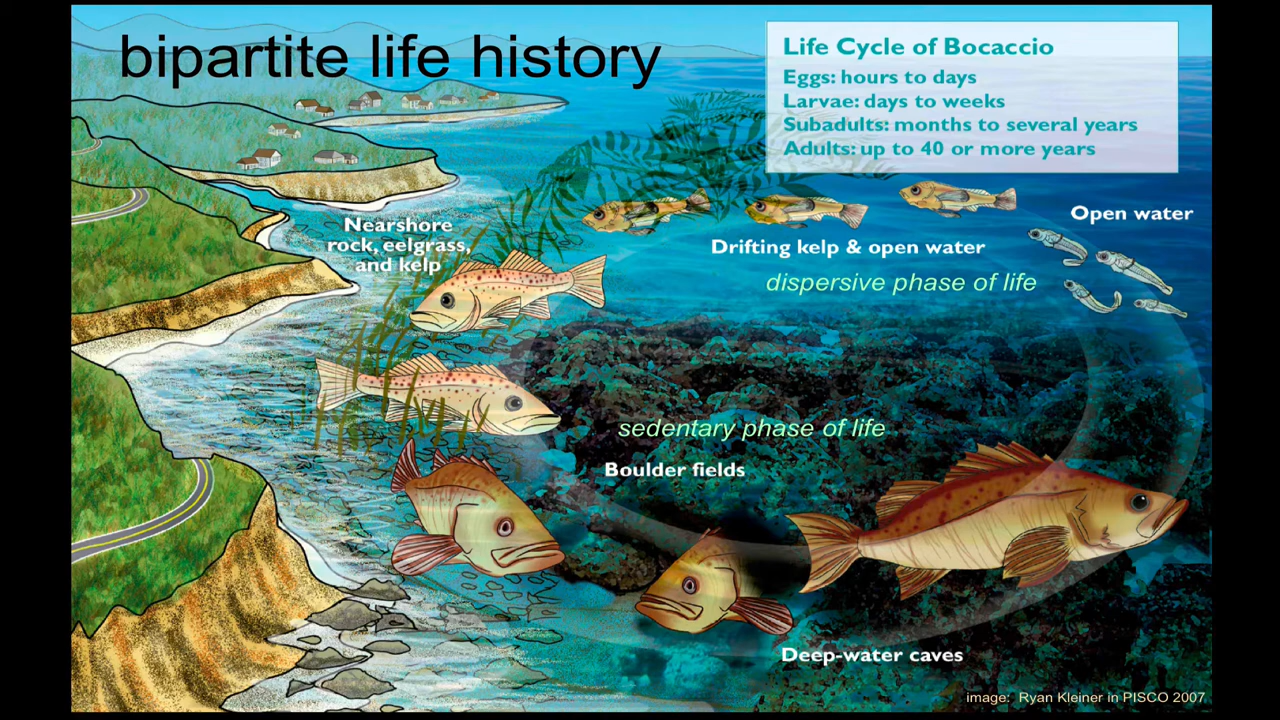 bipartite life history
Life Cycle of Bocaccio
Eggs: hours to days
Larvae: days to weeks
Subadults: months to several years
Adults: up to 40 or more years
Nearshore
rock, eelgrass,
and kelp
Open water
Drifting kelp & open water
dispersive phase of life
sedentary phase of life
Boulder fields
Deep-water caves
image: Ryan Kleiner in PISCO 2007